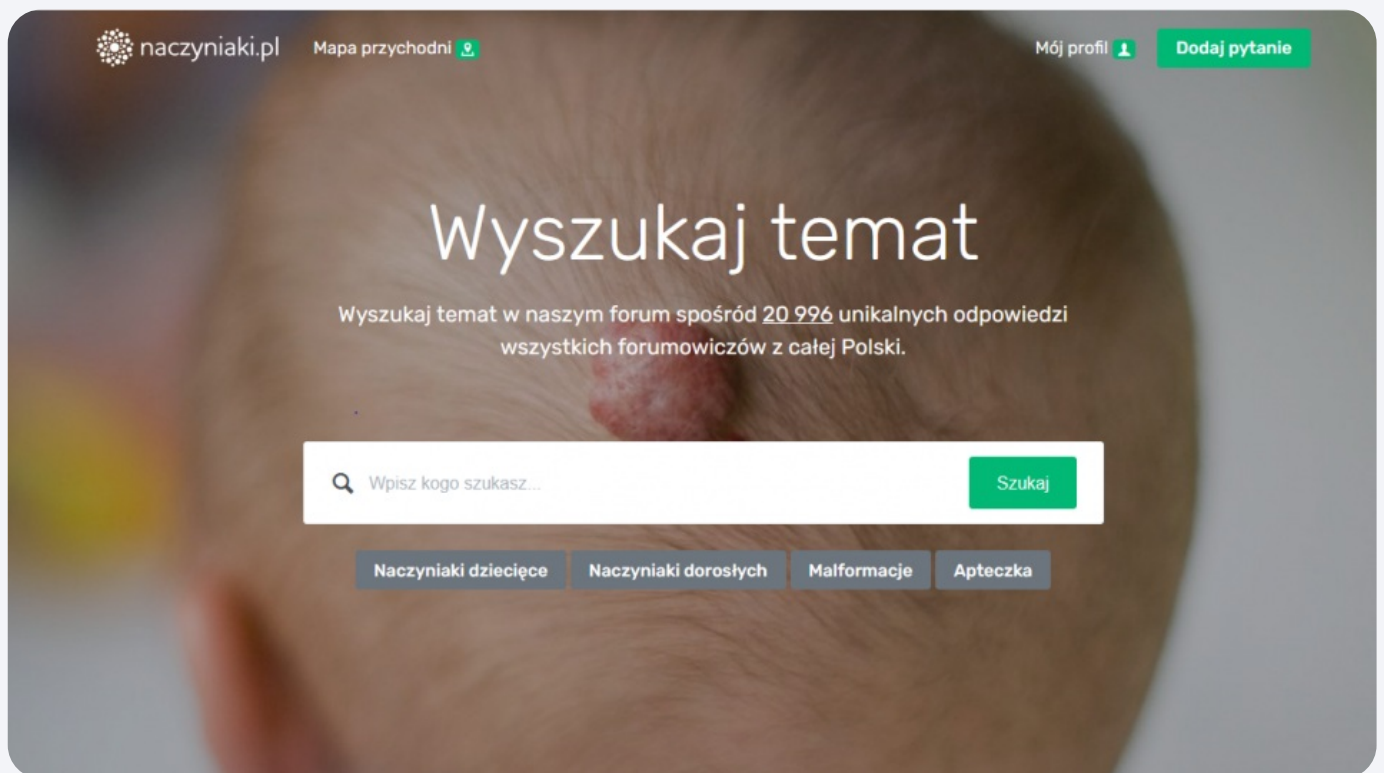 naczyniaki.pl Mapa przychodni Mój profil Dodaj pytanie
Wyszukaj temat
Wyszukaj temat w naszym forum spośród 20 996 unikalnych odpowiedzi
wszystkich forumowiczów z całej Polski.
Wpisz kogo szukasz... Szukaj
Naczyniaki dziecięce Naczyniaki dorosłych Malformacje Apteczka